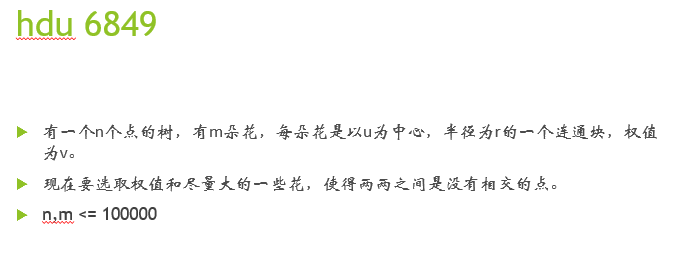 hdu 6849
有一个n个点的树，有m朵花，每朵花是以u为中心，半径为r的一个连通块，权值
为v。
现在要选取权值和尽量大的一些花，使得两两之间是没有相交的点。
n,m <= 100000